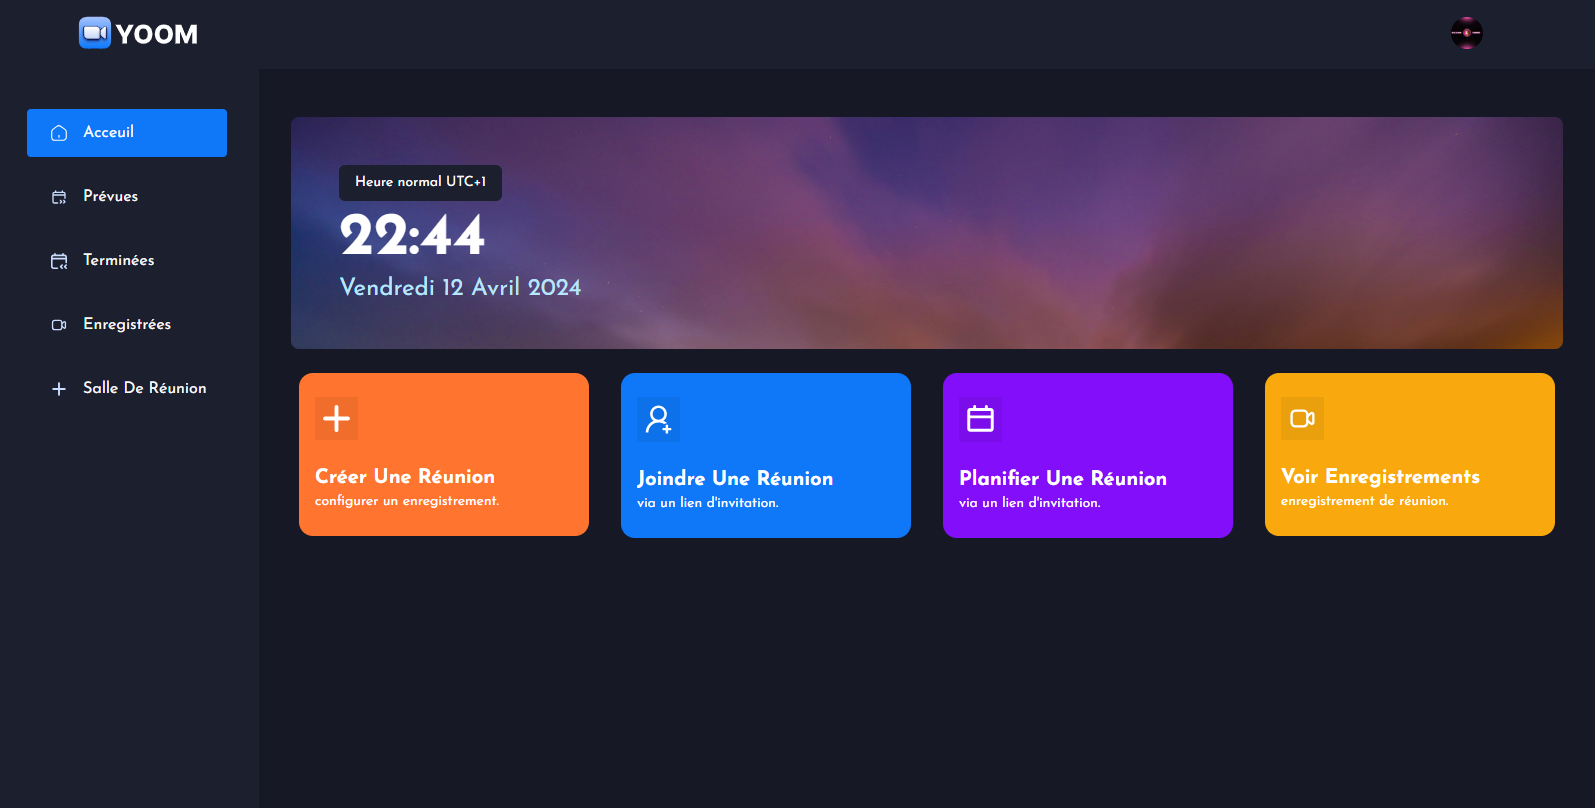 YOOM
Acceuil
Prévues
Terminées
Enregistrées
Salle De Réunion
Heure normal UTC+1
22:44
Vendredi 12 Avril 2024
Créer Une Réunion
configurer un enregistrement.
Joindre Une Réunion
via un lien d'invitation.
Planifier Une Réunion
via un lien d'invitation.
Voir Enregistrements
enregistrement de réunion.